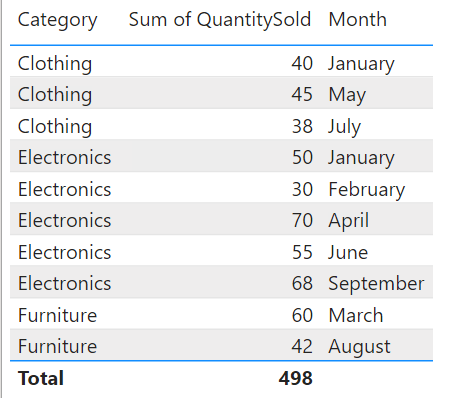 Category Sum of QuantitySold Month
Clothing 40 January
Clothing 45 May
Clothing 38 July
Electronics 50 January
Electronics 30 February
Electronics 70 April
Electronics 55 June
Electronics 68 September
Furniture 60 March
Furniture 42 August
Total 498